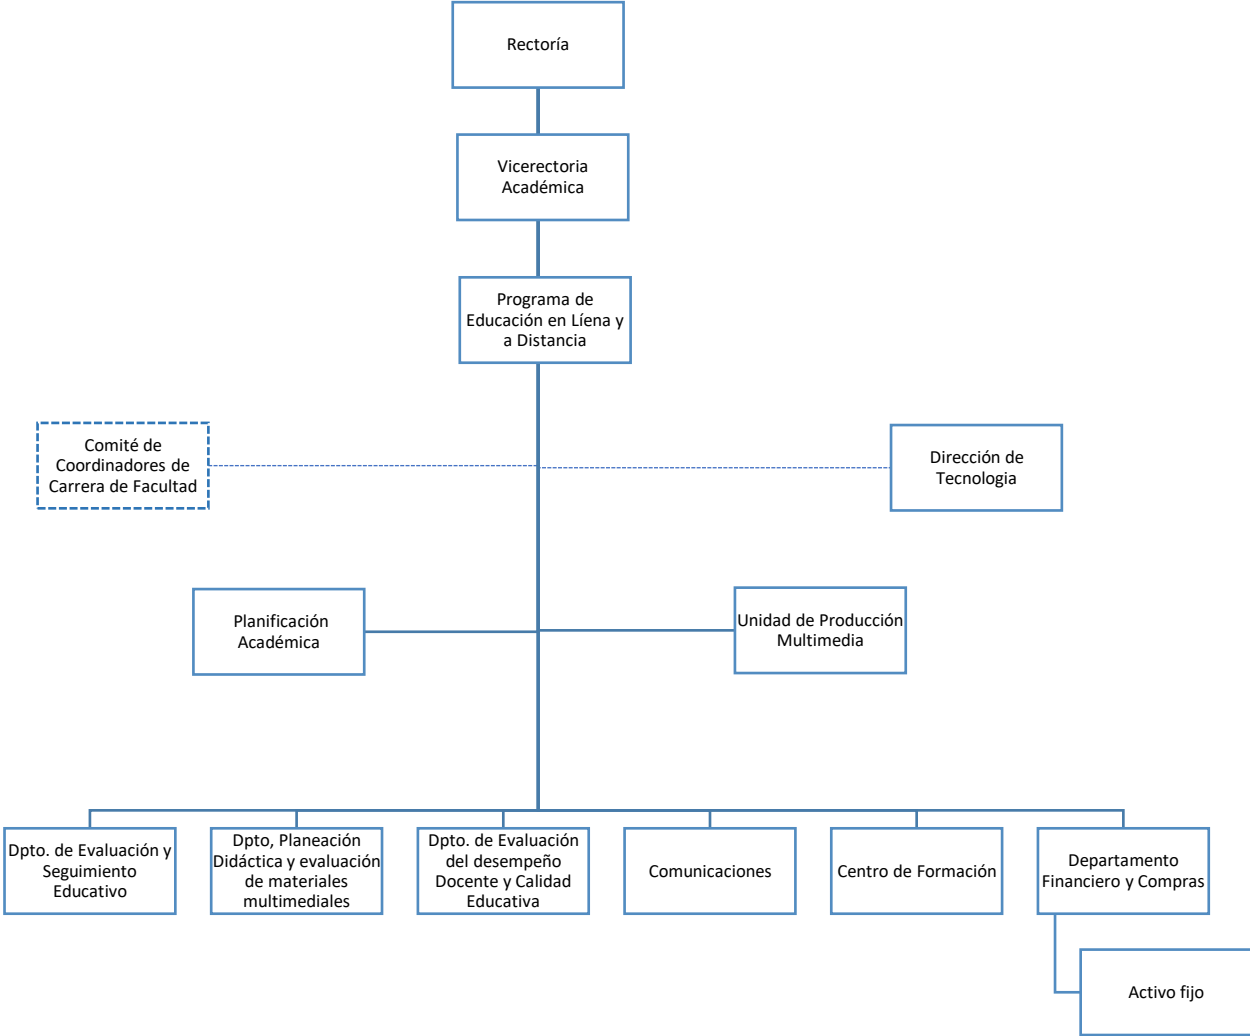 Rectoría
Vicerectoria
Académica
Programa de
Educación en Líena y
a Distancia
Comité de
Coordinadores de
Carrera de Facultad
Dirección de
Tecnologia
Planificación
Académica
Unidad de Producción
Multimedia
Dpto. de Evaluación y
Seguimiento
Educativo
Dpto, Planeación
Didáctica y evaluación
de materiales
multimediales
Dpto. de Evaluación
del desempeño
Docente y Calidad
Educativa
Comunicaciones
Centro de Formación
Departamento
Financiero y Compras
Activo fijo